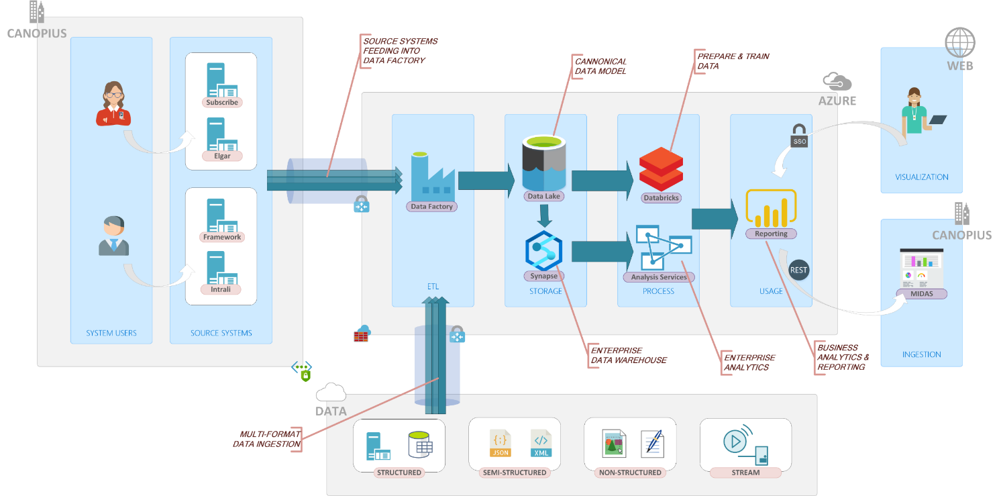 CANOPIUS
SYSTEM USERS
Subscribe
Elgar
Framework
Intrali
SOURCE SYSTEMS
SOURCE SYSTEMS
FEEDING INTO
DATA FACTORY
CANNONICAL
DATA MODEL
PREPARE & TRAIN
DATA
AZURE
Data Factory
ETL
Data Lake
Synapse
STORAGE
Databricks
Analysis Services
PROCESS
SSO
Reporting
REST
USAGE
WEB
VISUALIZATION
CANOPIUS
MIDAS
INGESTION
ENTERPRISE
DATA WAREHOUSE
ENTERPRISE
ANALYTICS
BUSINESS
ANALYTICS &
REPORTING
MULTI-FORMAT
DATA INGESTION
DATA
STRUCTURED
{;}
JSON
</>
XML
SEMI-STRUCTURED
NON-STRUCTURED
STREAM